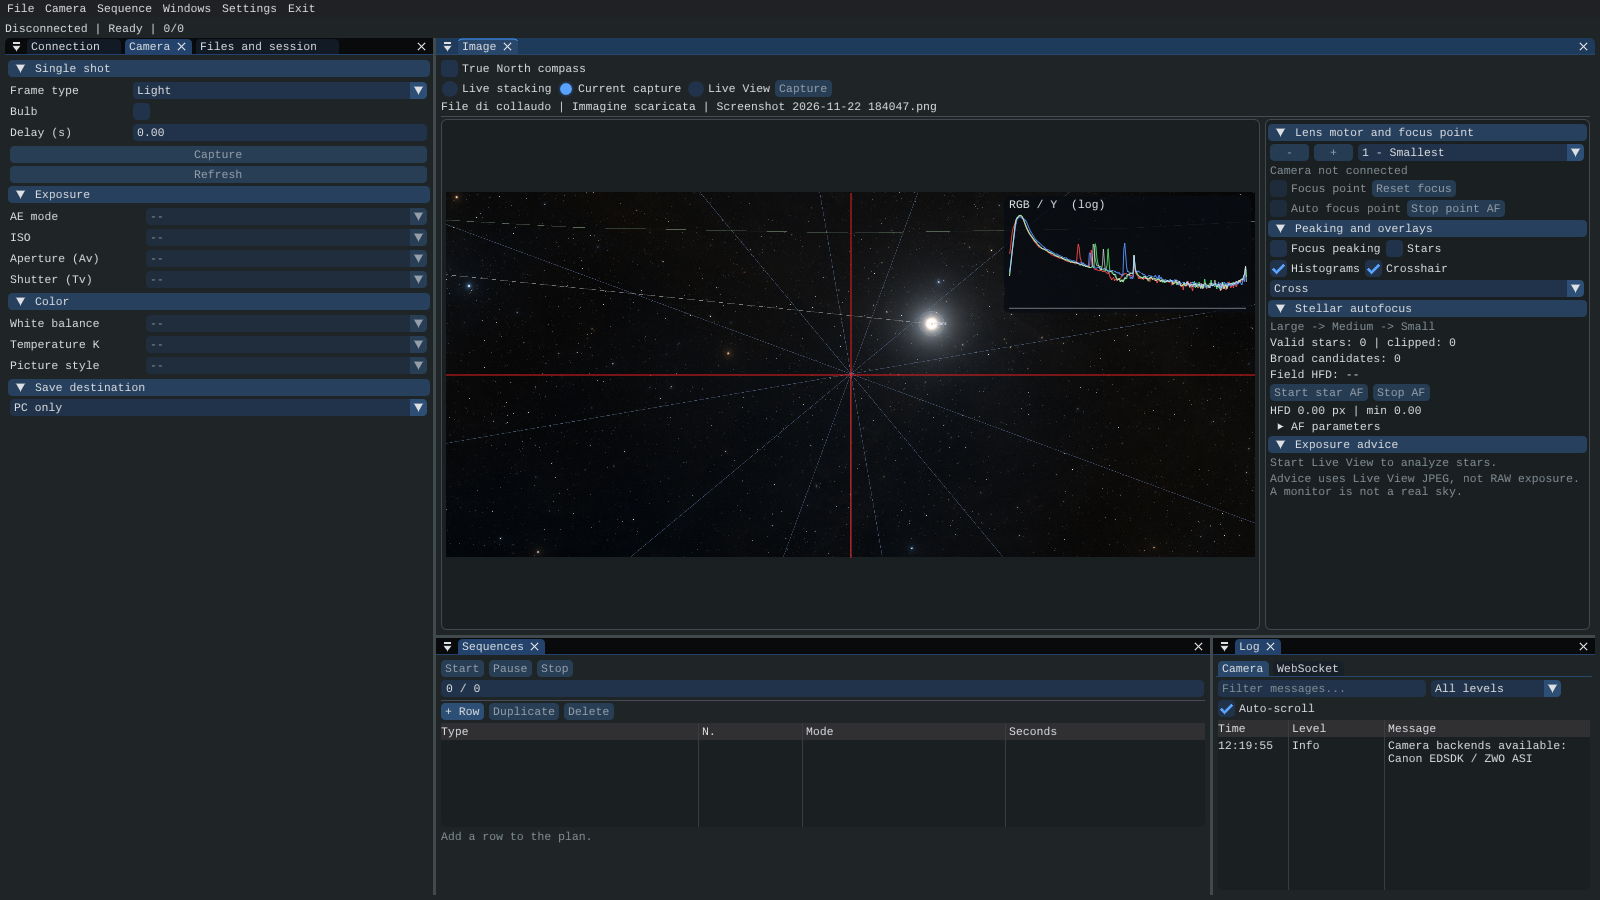 File Camera Sequence Windows Settings Exit
Disconnected | Ready | 0/0
Connection Camera Files and session
Single shot
Frame type Light
Bulb
Delay (s) 0.00
Capture
Refresh
Exposure
AE mode --
ISO --
Aperture (Av) --
Shutter (Tv) --
Color
White balance --
Temperature K --
Picture style --
Save destination
PC only
Image
True North compass
Live stacking Current capture Live View Capture
File di collaudo | Immagine scaricata | Screenshot 2026-11-22 184047.png
RGB / Y (log)
Lens motor and focus point
- + 1 - Smallest
Camera not connected
Focus point Reset focus
Auto focus point Stop point AF
Peaking and overlays
Focus peaking Stars
Histograms Crosshair
Cross
Stellar autofocus
Large -> Medium -> Small
Valid stars: 0 | clipped: 0
Broad candidates: 0
Field HFD: --
Start star AF Stop AF
HFD 0.00 px | min 0.00
AF parameters
Exposure advice
Start Live View to analyze stars.
Advice uses Live View JPEG, not RAW exposure.
A monitor is not a real sky.
Sequences
Start Pause Stop
0 / 0
+ Row Duplicate Delete
Type N. Mode Seconds
Add a row to the plan.
Log
Camera WebSocket
Filter messages... All levels
Auto-scroll
Time Level Message
12:19:55 Info Camera backends available:
Canon EDSDK / ZWO ASI